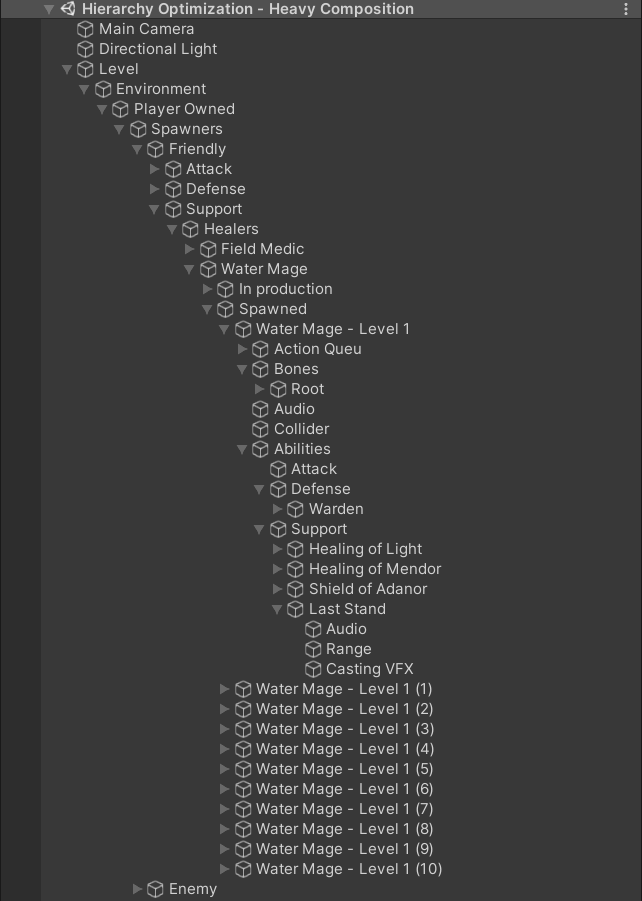 Hierarchy Optimization - Heavy Composition
Main Camera
Directional Light
Level
Environment
Player Owned
Spawners
Friendly
Attack
Defense
Support
Healers
Field Medic
Water Mage
In production
Spawned
Water Mage - Level 1
Action Queu
Bones
Root
Audio
Collider
Abilities
Attack
Defense
Warden
Support
Healing of Light
Healing of Mendor
Shield of Adanor
Last Stand
Audio
Range
Casting VFX
Water Mage - Level 1 (1)
Water Mage - Level 1 (2)
Water Mage - Level 1 (3)
Water Mage - Level 1 (4)
Water Mage - Level 1 (5)
Water Mage - Level 1 (6)
Water Mage - Level 1 (7)
Water Mage - Level 1 (8)
Water Mage - Level 1 (9)
Water Mage - Level 1 (10)
Enemy